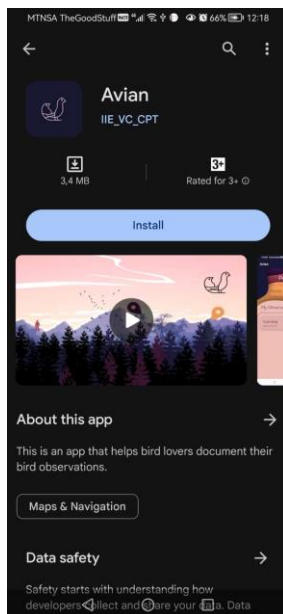 MTNSA TheGoodStuff 66% 12:18
Avian
IIE_VC_CPT
3,4 MB
3+
Rated for 3+
Install
About this app
This is an app that helps bird lovers document their
bird observations.
Maps & Navigation
Data safety
Safety starts with understanding how
developers collect and share your data. Data